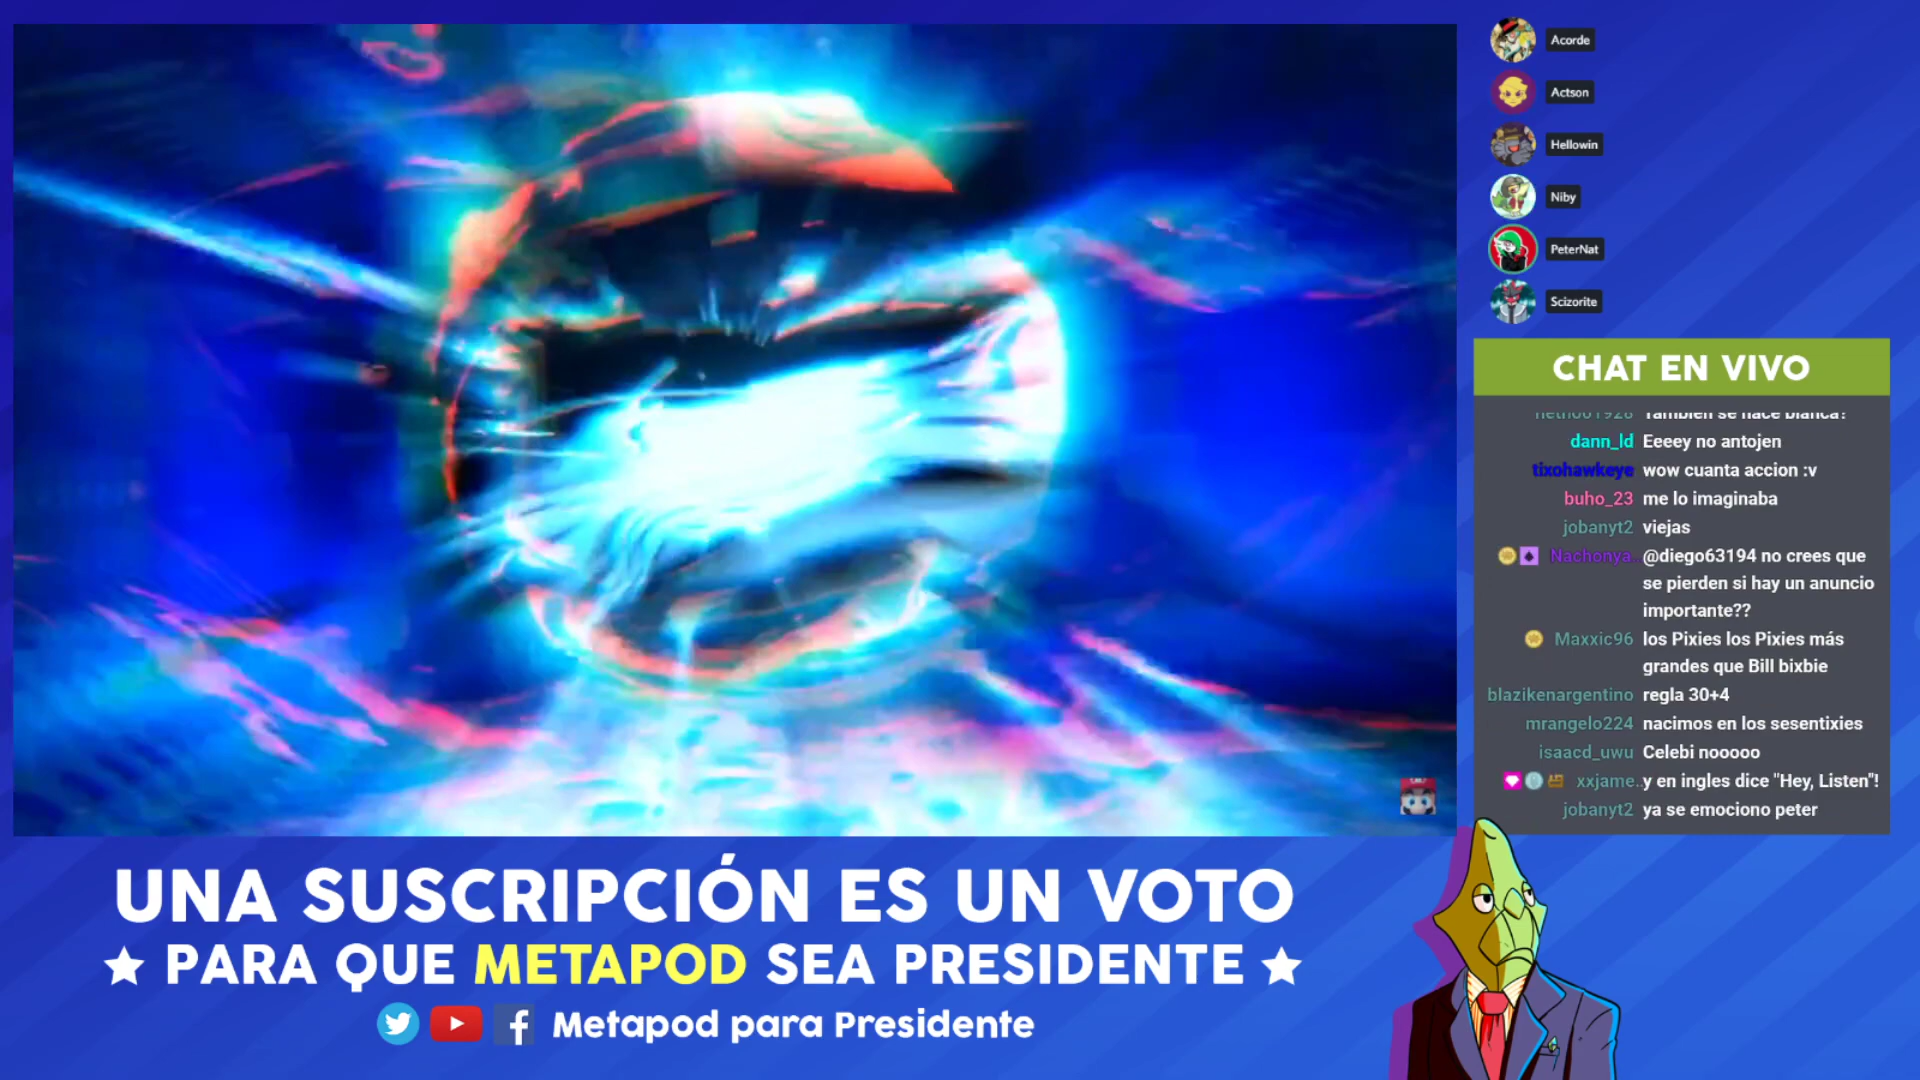 Acorde
Actson
Hellowin
Niby
PeterNat
Scizorite
CHAT EN VIVO
También se hace blanca?
dann_ld Eeeey no antojen
tixohawkeye wow cuanta accion :v
buho_23 me lo imaginaba
jobanyt2 viejas
Nachonya.. @diego63194 no crees que
se pierden si hay un anuncio
importante??
Maxxic96 los Pixies los Pixies más
grandes que Bill bixbie
blazikenargentino regla 30+4
mrangelo224 nacimos en los sesentixies
isaacd_uwu Celebi nooooo
xxjame.. y en ingles dice "Hey, Listen"!
jobanyt2 ya se emociono peter
UNA SUSCRIPCIÓN ES UN VOTO
★ PARA QUE METAPOD SEA PRESIDENTE ★
Metapod para Presidente